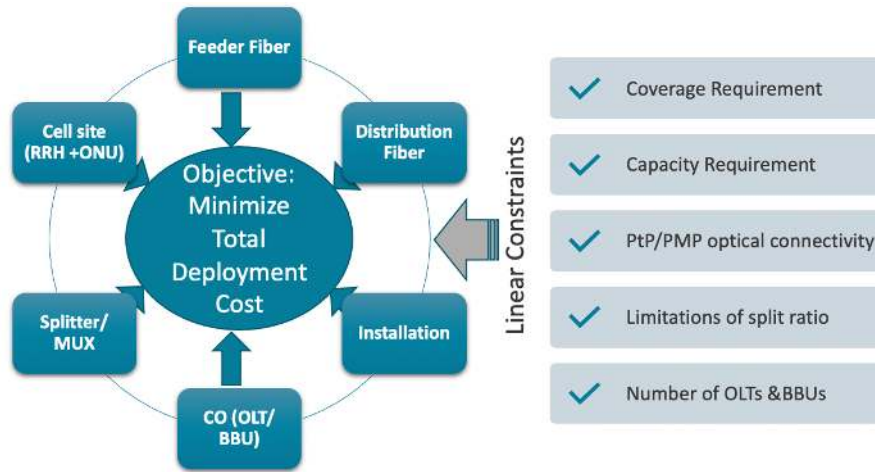 Feeder Fiber
Cell site
(RRH +ONU)
Distribution
Fiber
Objective:
Minimize
Total
Deployment
Cost
Splitter/
MUX
Installation
CO (OLT/
BBU)
Linear Constraints
Coverage Requirement
Capacity Requirement
PtP/PMP optical connectivity
Limitations of split ratio
Number of OLTs &BBUs